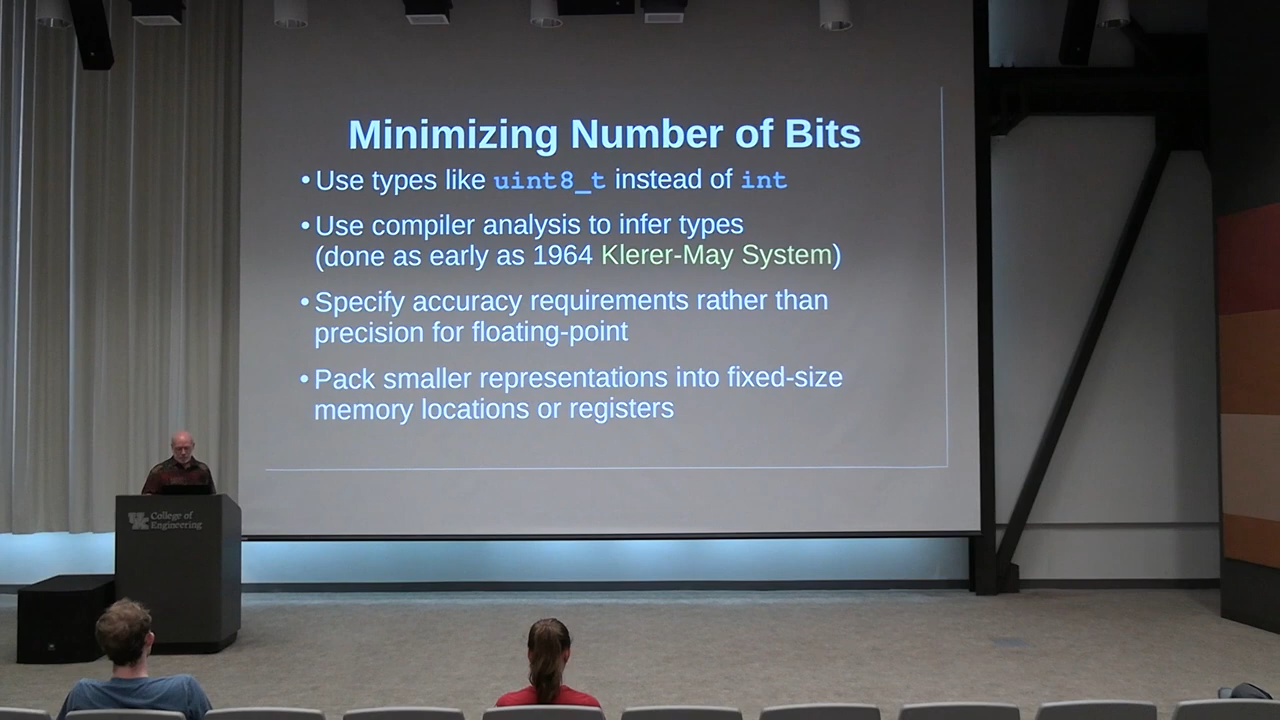 Minimizing Number of Bits
• Use types like uint8_t instead of int
• Use compiler analysis to infer types
(done as early as 1964 Klerer-May System)
• Specify accuracy requirements rather than
precision for floating-point
• Pack smaller representations into fixed-size
memory locations or registers
UK College of
Engineering